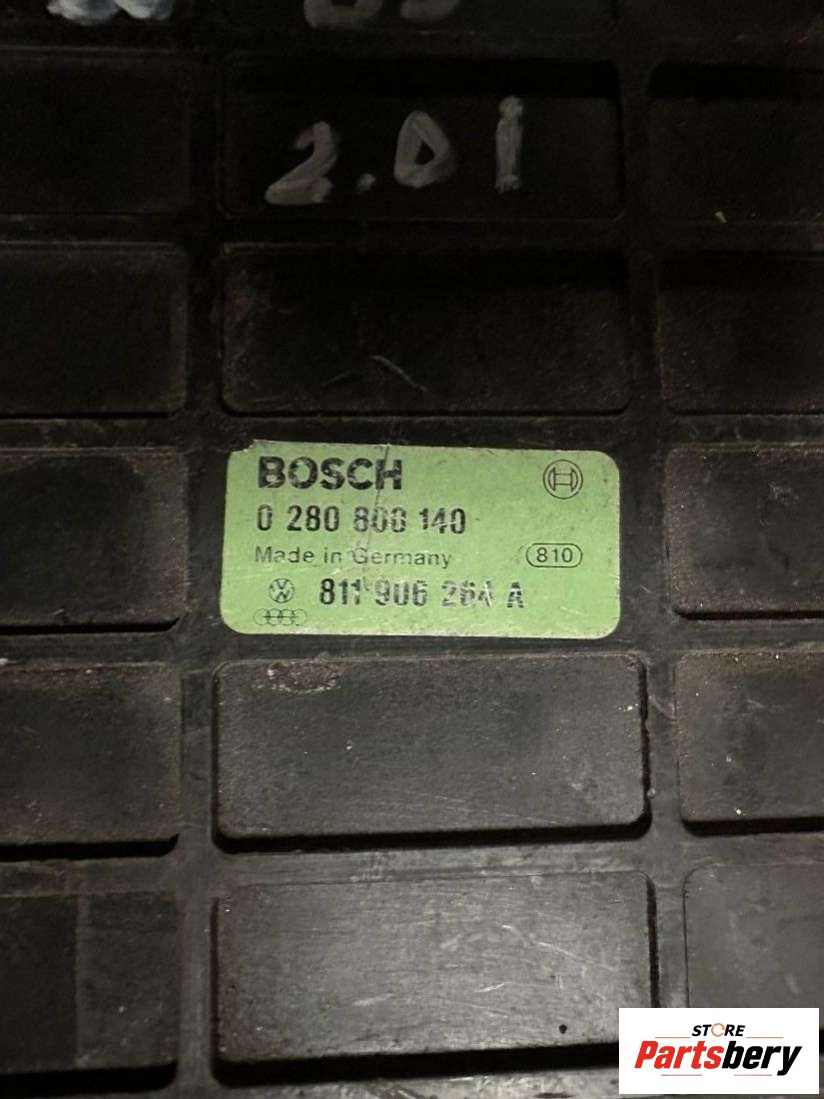 2.0i
BOSCH
0 280 800 140
Made in Germany
810
811 906 264 A
STORE
Partsbery